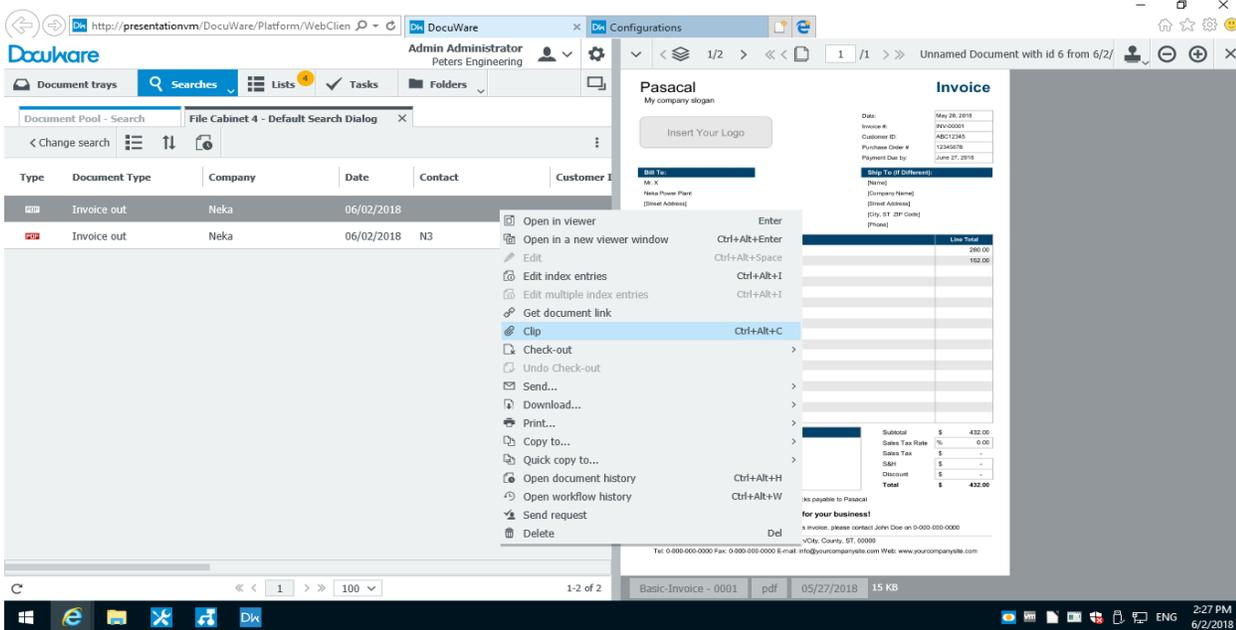 http://presentationvm/DocuWare/Platform/WebClien
DocuWare
Configurations
DocuWare
Admin Administrator
Peters Engineering
1/2
1 /1
Unnamed Document with id 6 from 6/2/
Document trays
Searches
Lists 4
Tasks
Folders
Document Pool - Search
File Cabinet 4 - Default Search Dialog
Change search
Type Document Type Company Date Contact Customer I
PDF Invoice out Neka 06/02/2018
PDF Invoice out Neka 06/02/2018 N3
Open in viewer Enter
Open in a new viewer window Ctrl+Alt+Enter
Edit Ctrl+Alt+Space
Edit index entries Ctrl+Alt+I
Edit multiple index entries Ctrl+Alt+I
Get document link
Clip Ctrl+Alt+C
Check-out
Undo Check-out
Send...
Download...
Print...
Copy to...
Quick copy to...
Open document history Ctrl+Alt+H
Open workflow history Ctrl+Alt+W
Send request
Delete Del
Pasacal
Invoice
My company slogan
Insert Your Logo
Date: May 28, 2018
Invoice #: INV-00001
Customer ID: ABC12345
Purchase Order # 12345678
Payment Due by: June 27, 2018
Bill To:
Mr. X
Neka Power Plant
[Street Address]
Ship To (If Different):
[Name]
[Company Name]
[Street Address]
[City, ST ZIP Code]
[Phone]
Line Total
280.00
152.00
Subtotal $ 432.00
Sales Tax Rate % 0.00
Sales Tax $ -
S&H $ -
Discount $ -
Total $ 432.00
ks payable to Pasacal
for your business!
s invoice, please contact John Doe on 0-000-000-0000
/City, County, ST, 00000
Tel: 0-000-000-0000 Fax: 0-000-000-0000 E-mail: info@yourcompanysite.com Web: www.yourcompanysite.com
1
100
1-2 of 2
Basic-Invoice - 0001
pdf
05/27/2018
15 KB
ENG
2:27 PM
6/2/2018